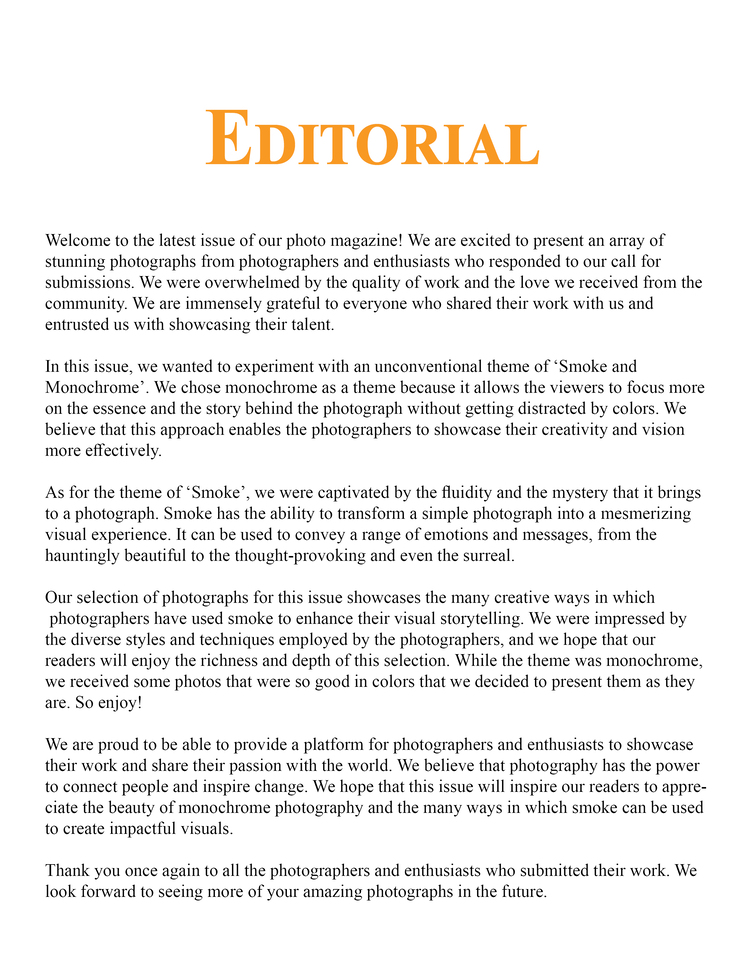 EDITORIAL
Welcome to the latest issue of our photo magazine! We are excited to present an array of
stunning photographs from photographers and enthusiasts who responded to our call for
submissions. We were overwhelmed by the quality of work and the love we received from the
community. We are immensely grateful to everyone who shared their work with us and
entrusted us with showcasing their talent.
In this issue, we wanted to experiment with an unconventional theme of ‘Smoke and
Monochrome’. We chose monochrome as a theme because it allows the viewers to focus more
on the essence and the story behind the photograph without getting distracted by colors. We
believe that this approach enables the photographers to showcase their creativity and vision
more effectively.
As for the theme of ‘Smoke’, we were captivated by the fluidity and the mystery that it brings
to a photograph. Smoke has the ability to transform a simple photograph into a mesmerizing
visual experience. It can be used to convey a range of emotions and messages, from the
hauntingly beautiful to the thought-provoking and even the surreal.
Our selection of photographs for this issue showcases the many creative ways in which
photographers have used smoke to enhance their visual storytelling. We were impressed by
the diverse styles and techniques employed by the photographers, and we hope that our
readers will enjoy the richness and depth of this selection. While the theme was monochrome,
we received some photos that were so good in colors that we decided to present them as they
are. So enjoy!
We are proud to be able to provide a platform for photographers and enthusiasts to showcase
their work and share their passion with the world. We believe that photography has the power
to connect people and inspire change. We hope that this issue will inspire our readers to appre-
ciate the beauty of monochrome photography and the many ways in which smoke can be used
to create impactful visuals.
Thank you once again to all the photographers and enthusiasts who submitted their work. We
look forward to seeing more of your amazing photographs in the future.